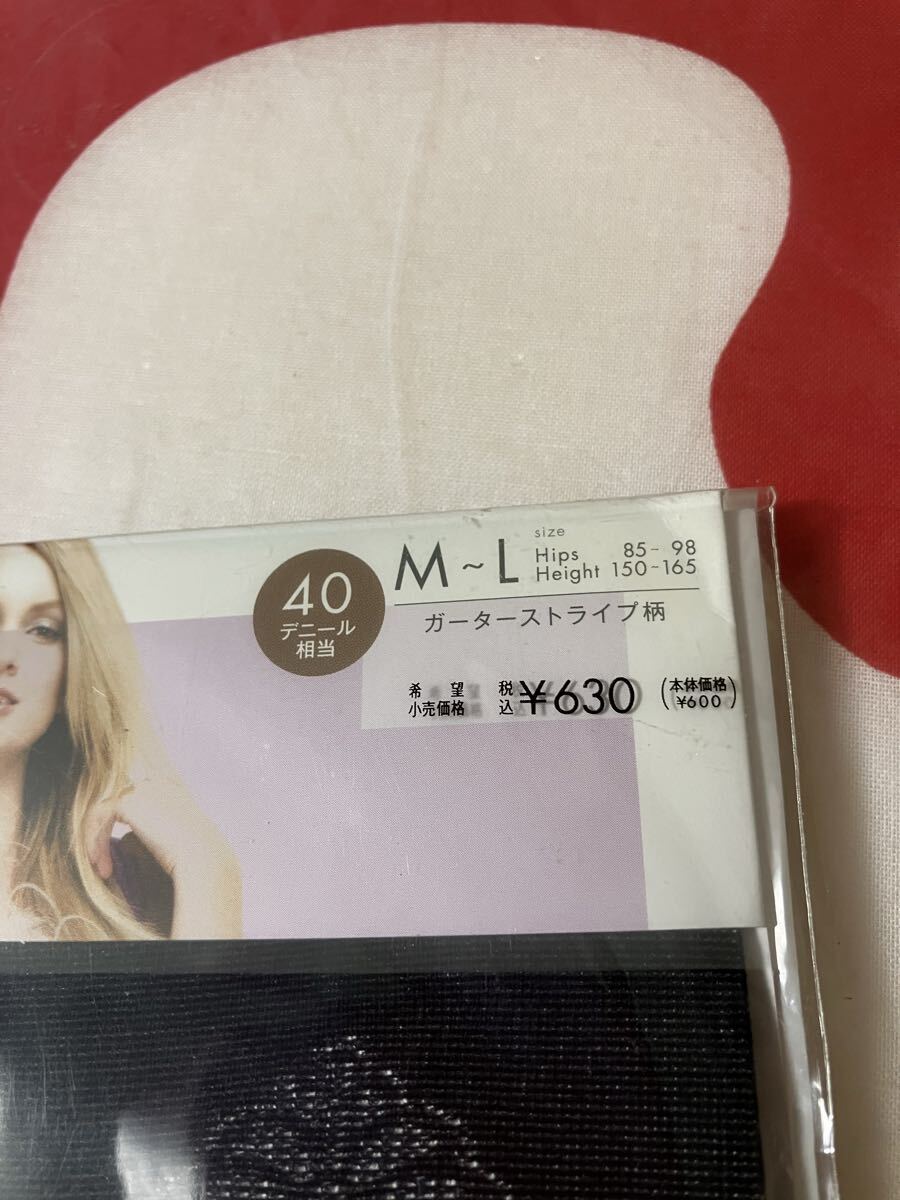 40
デニール
相当
M~L
size
Hips 85-98
Height 150~165
ガーターストライプ柄
希望
小売価格
税
込
¥630
(本体価格
¥600)